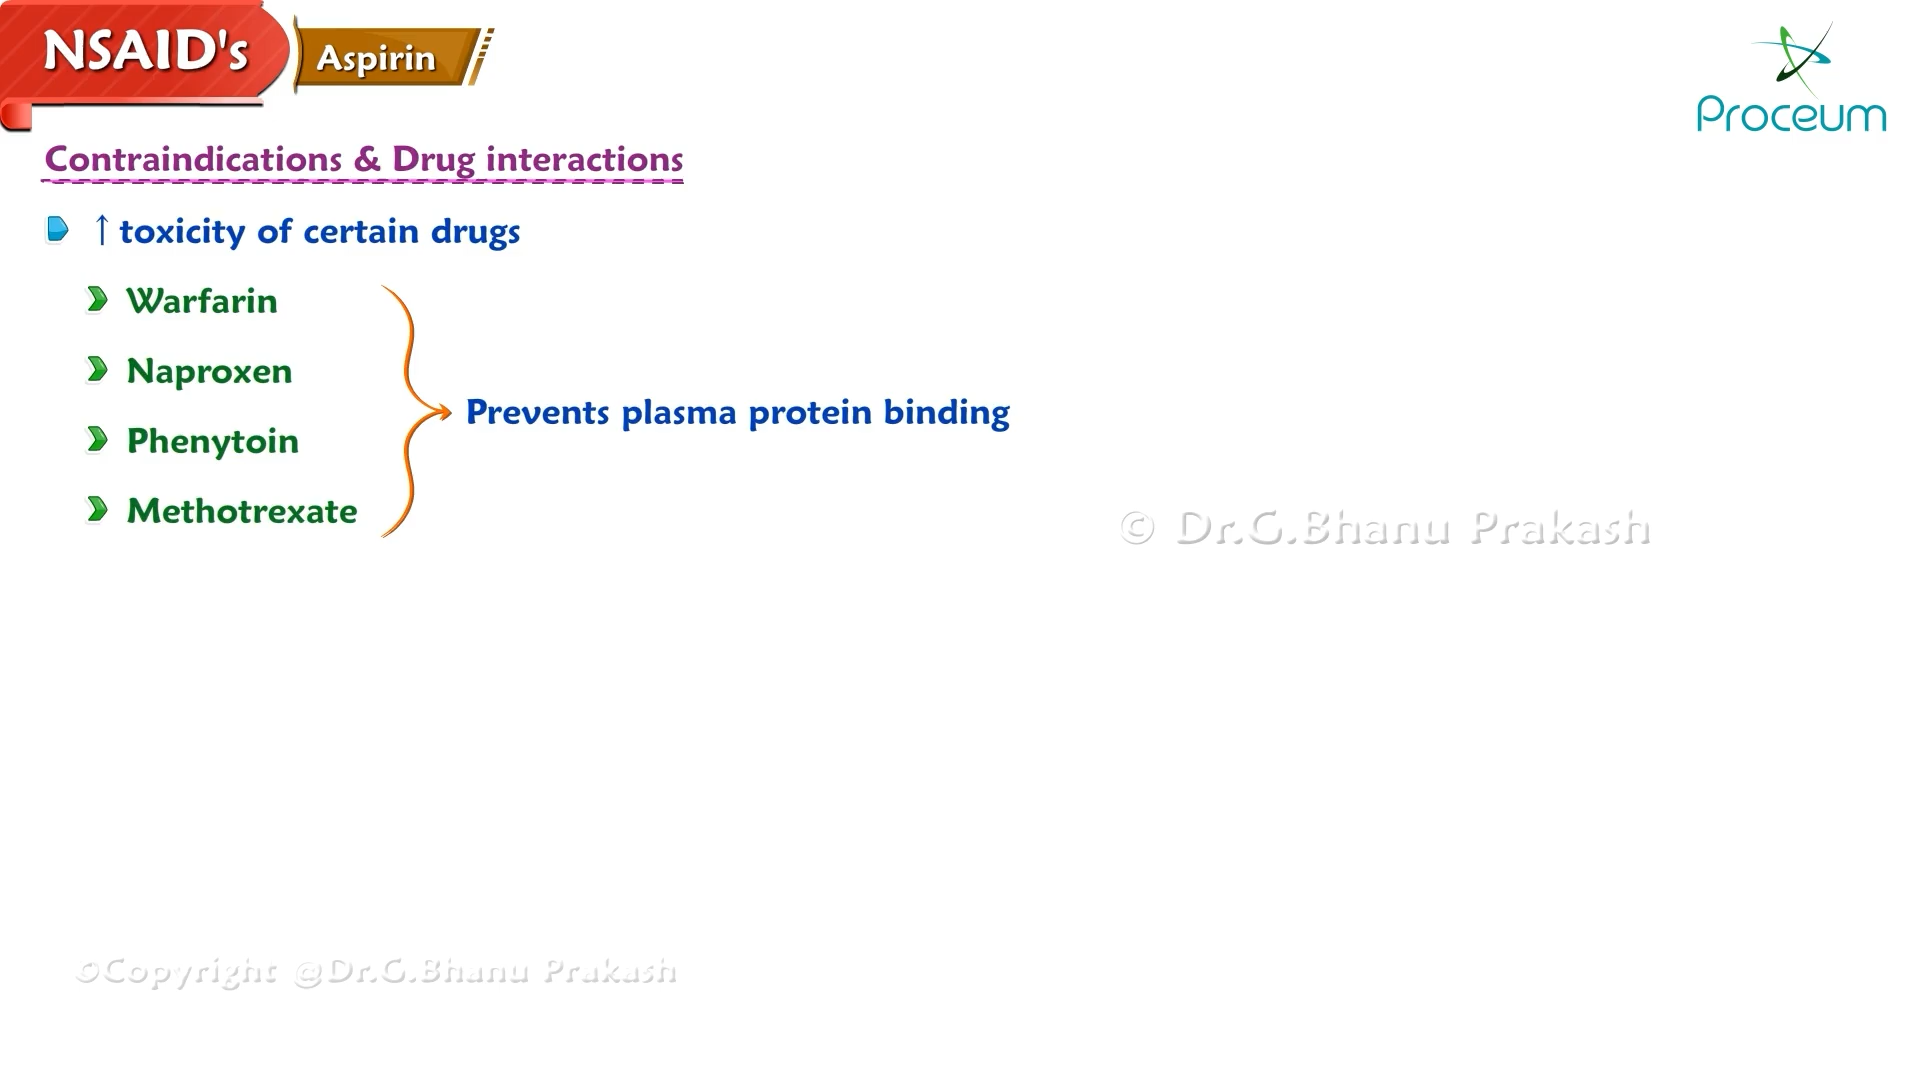 NSAID's
Aspirin
Proceum
Contraindications & Drug interactions
↑ toxicity of certain drugs
Warfarin
Naproxen
Phenytoin
Methotrexate
Prevents plasma protein binding
© Dr.G.Bhanu Prakash
©Copyright @Dr.G.Bhanu Prakash